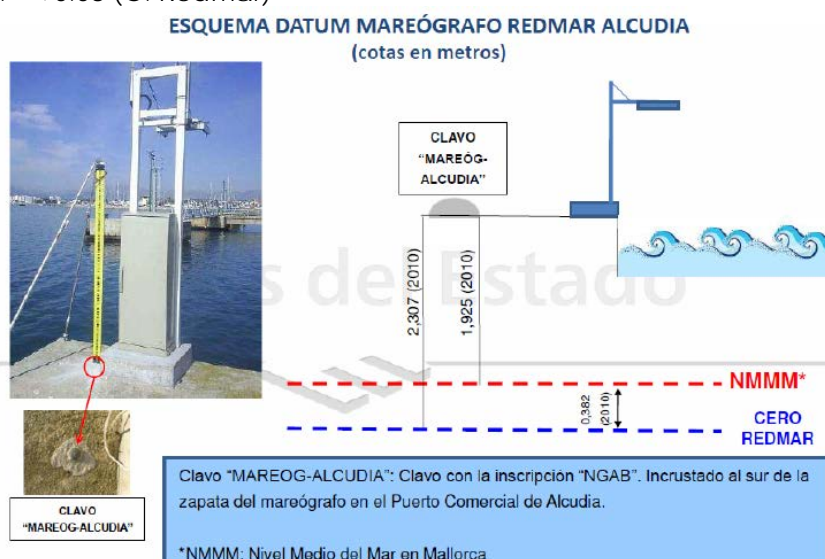 ESQUEMA DATUM MAREÓGRAFO REDMAR ALCUDIA
(cotas en metros)
CLAVO
"MAREÓG-
ALCUDIA"
2,307 (2010)
1,925 (2010)
s del Estado
NMMM*
0,382
(2010)
CERO
REDMAR
CLAVO
"MAREOG-ALCUDIA"
Clavo "MAREOG-ALCUDIA": Clavo con la inscripción "NGAB". Incrustado al sur de la
zapata del mareógrafo en el Puerto Comercial de Alcudia.
*NMMM: Nivel Medio del Mar en Mallorca